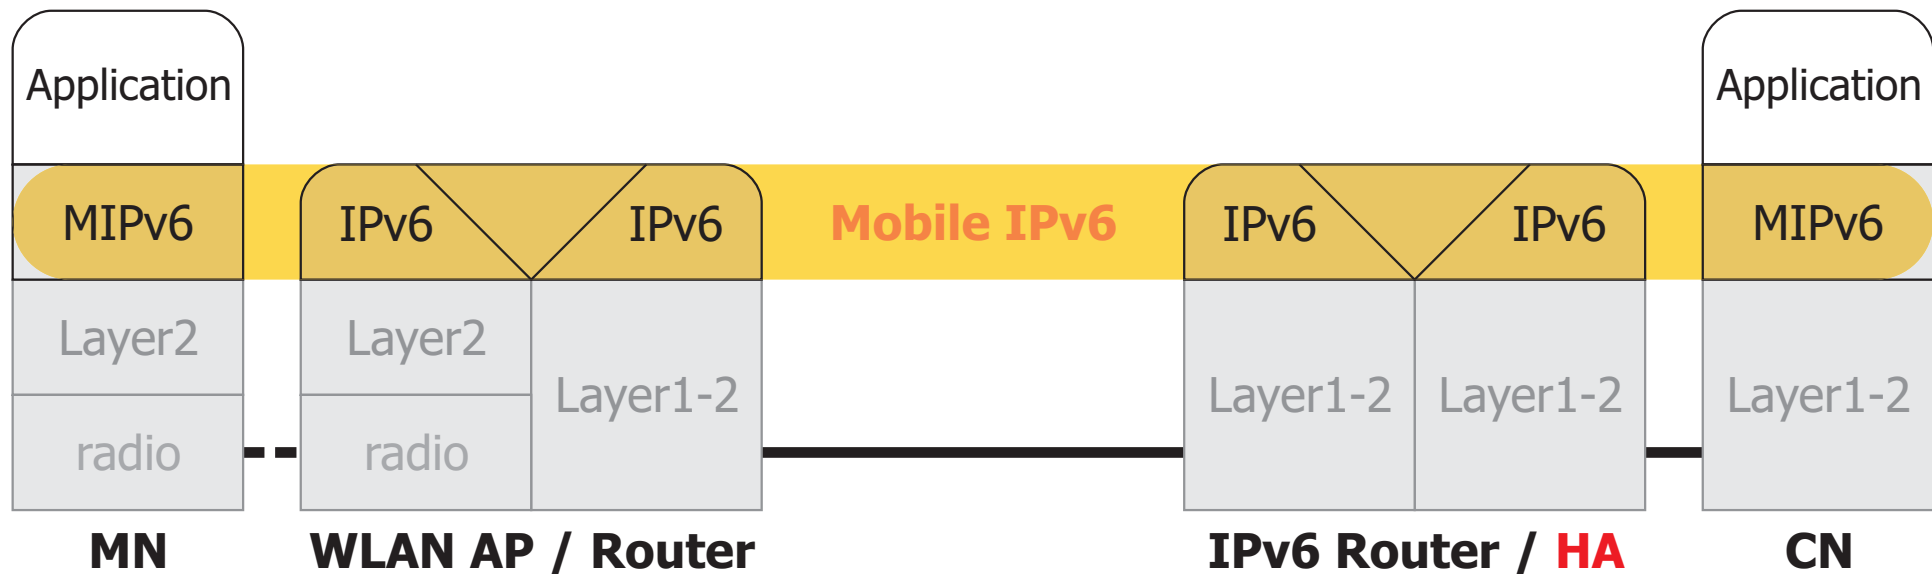 Application
Application
MIPv6
IPv6
IPv6
Mobile IPv6
IPv6
IPv6
MIPv6
Layer2
Layer2
Layer1-2
Layer1-2
Layer1-2
Layer1-2
radio
radio
MN
WLAN AP / Router
IPv6 Router / HA
CN